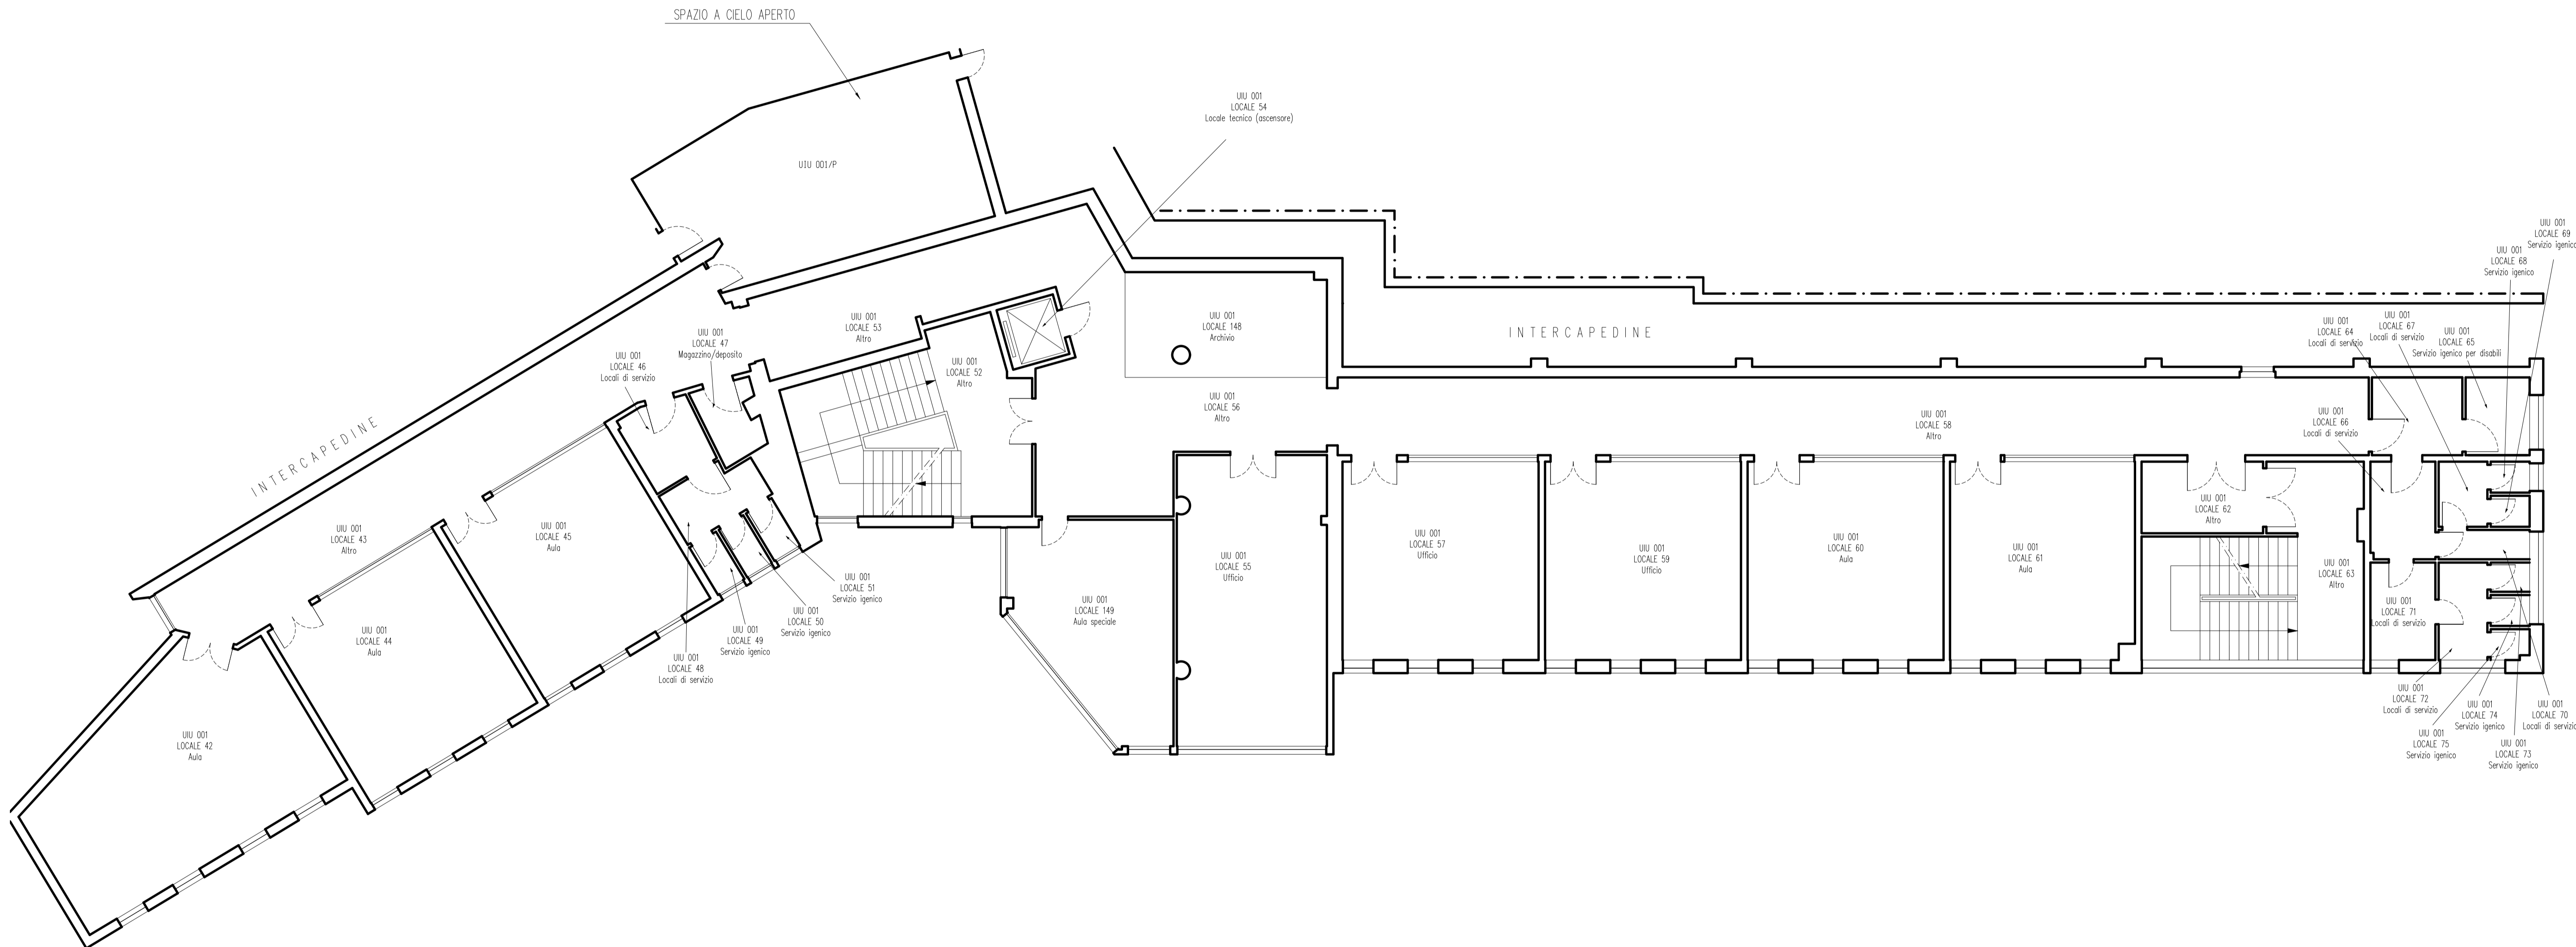 SPAZIO A CIELO APERTO
UIU 001/P
UIU 001
LOCALE 54
Locale tecnico (ascensore)
INTERCAPEDINE
INTERCAPEDINE
UIU 001
LOCALE 42
Aula
UIU 001
LOCALE 43
Altro
UIU 001
LOCALE 44
Aula
UIU 001
LOCALE 45
Aula
UIU 001
LOCALE 46
Locali di servizio
UIU 001
LOCALE 47
Magazzino/deposito
UIU 001
LOCALE 48
Locali di servizio
UIU 001
LOCALE 49
Servizio igenico
UIU 001
LOCALE 50
Servizio igenico
UIU 001
LOCALE 51
Servizio igenico
UIU 001
LOCALE 52
Altro
UIU 001
LOCALE 53
Altro
UIU 001
LOCALE 148
Archivio
UIU 001
LOCALE 56
Altro
UIU 001
LOCALE 149
Aula speciale
UIU 001
LOCALE 55
Ufficio
UIU 001
LOCALE 57
Ufficio
UIU 001
LOCALE 58
Altro
UIU 001
LOCALE 59
Ufficio
UIU 001
LOCALE 60
Aula
UIU 001
LOCALE 61
Aula
UIU 001
LOCALE 62
Altro
UIU 001
LOCALE 63
Altro
UIU 001
LOCALE 64
Locali di servizio
UIU 001
LOCALE 67
Locali di servizio
UIU 001
LOCALE 65
Servizio igenico per disabili
UIU 001
LOCALE 68
Servizio igenico
UIU 001
LOCALE 69
Servizio igenico
UIU 001
LOCALE 66
Locali di servizio
UIU 001
LOCALE 71
Locali di servizio
UIU 001
LOCALE 72
Locali di servizio
UIU 001
LOCALE 74
Servizio igenico
UIU 001
LOCALE 70
Locali di servizio
UIU 001
LOCALE 75
Servizio igenico
UIU 001
LOCALE 73
Servizio igenico